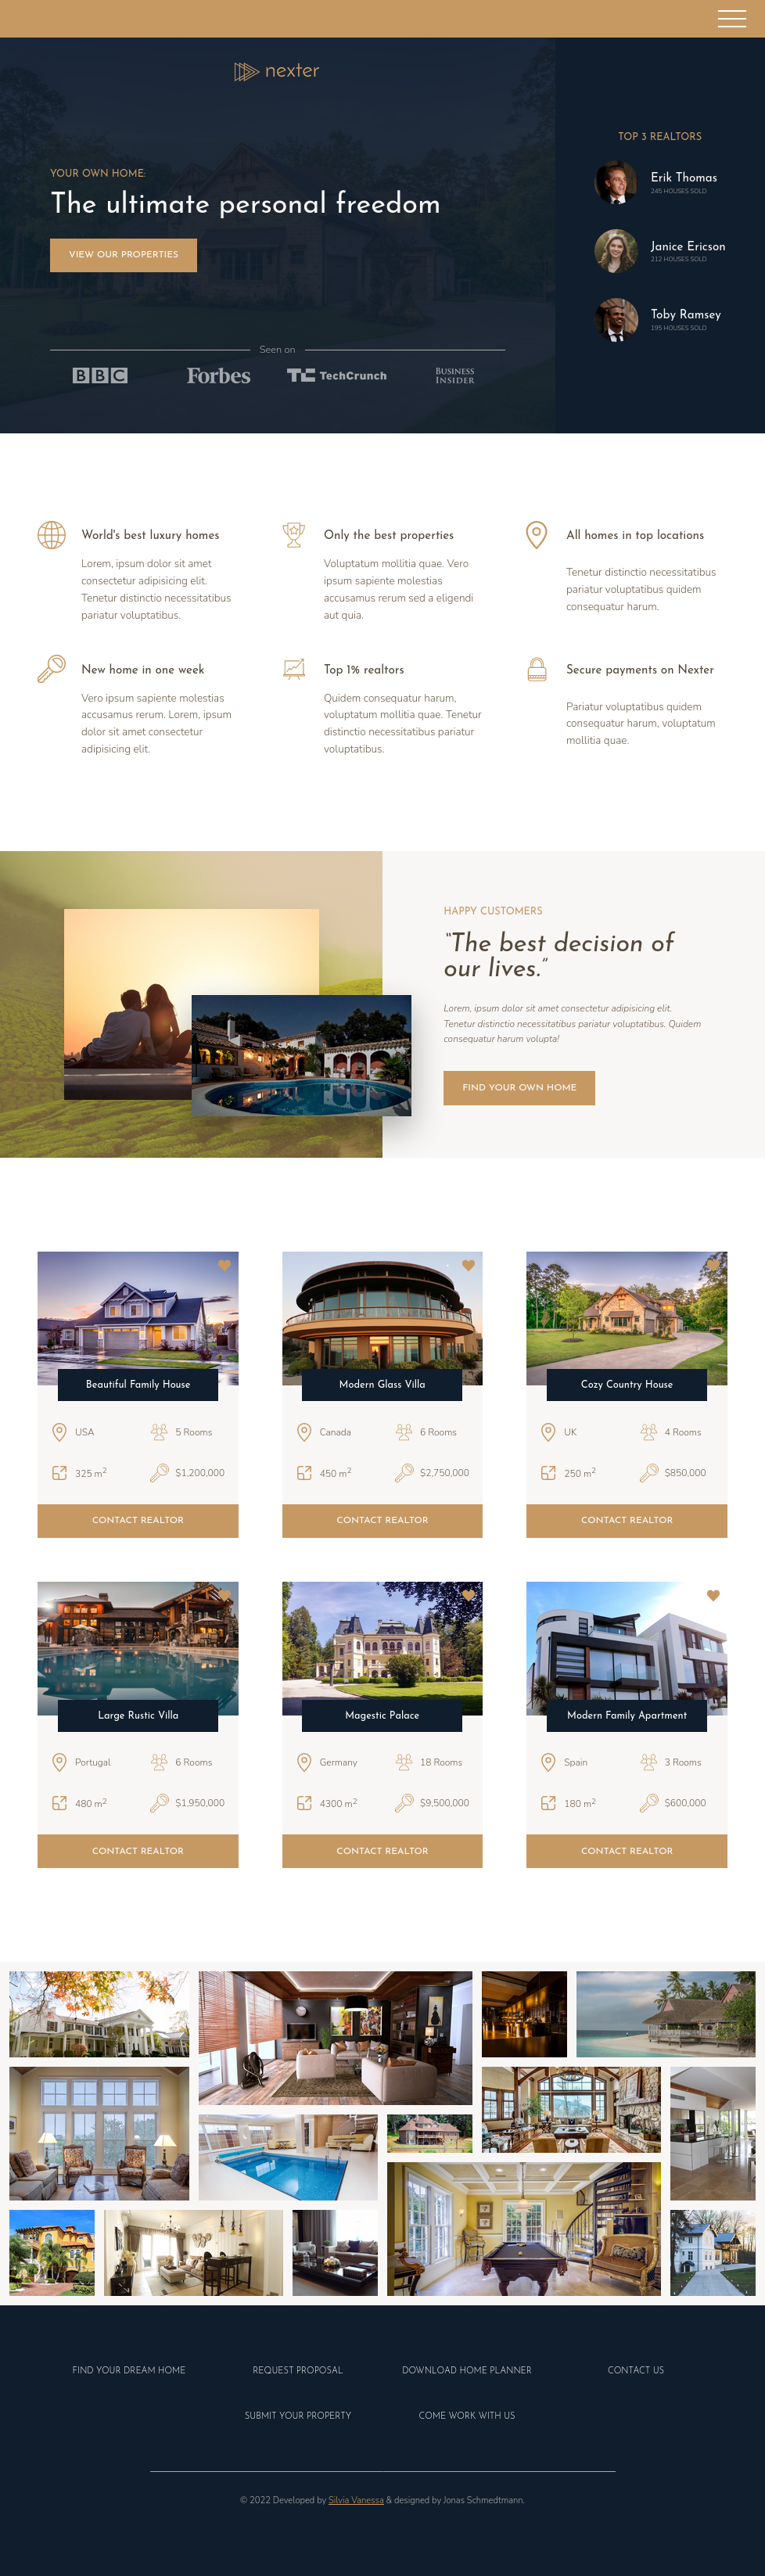 nexter
YOUR OWN HOME:
The ultimate personal freedom
VIEW OUR PROPERTIES
Seen on
BBC Forbes TechCrunch BUSINESS INSIDER
TOP 3 REALTORS
Erik Thomas
245 HOUSES SOLD
Janice Ericson
212 HOUSES SOLD
Toby Ramsey
195 HOUSES SOLD
World's best luxury homes
Lorem, ipsum dolor sit amet
consectetur adipisicing elit.
Tenetur distinctio necessitatibus
pariatur voluptatibus.
Only the best properties
Voluptatum mollitia quae. Vero
ipsum sapiente molestias
accusamus rerum sed a eligendi
aut quia.
All homes in top locations
Tenetur distinctio necessitatibus
pariatur voluptatibus quidem
consequatur harum.
New home in one week
Vero ipsum sapiente molestias
accusamus rerum. Lorem, ipsum
dolor sit amet consectetur
adipisicing elit.
Top 1% realtors
Quidem consequatur harum,
voluptatum mollitia quae. Tenetur
distinctio necessitatibus pariatur
voluptatibus.
Secure payments on Nexter
Pariatur voluptatibus quidem
consequatur harum, voluptatum
mollitia quae.
HAPPY CUSTOMERS
“The best decision of
our lives.”
Lorem, ipsum dolor sit amet consectetur adipisicing elit.
Tenetur distinctio necessitatibus pariatur voluptatibus. Quidem
consequatur harum volupta!
FIND YOUR OWN HOME
Beautiful Family House
USA
5 Rooms
325 m2
$1,200,000
CONTACT REALTOR
Modern Glass Villa
Canada
6 Rooms
450 m2
$2,750,000
CONTACT REALTOR
Cozy Country House
UK
4 Rooms
250 m2
$850,000
CONTACT REALTOR
Large Rustic Villa
Portugal
6 Rooms
480 m2
$1,950,000
CONTACT REALTOR
Magestic Palace
Germany
18 Rooms
4300 m2
$9,500,000
CONTACT REALTOR
Modern Family Apartment
Spain
3 Rooms
180 m2
$600,000
CONTACT REALTOR
FIND YOUR DREAM HOME
REQUEST PROPOSAL
DOWNLOAD HOME PLANNER
CONTACT US
SUBMIT YOUR PROPERTY
COME WORK WITH US
© 2022 Developed by Silvia Vanessa & designed by Jonas Schmedtmann.